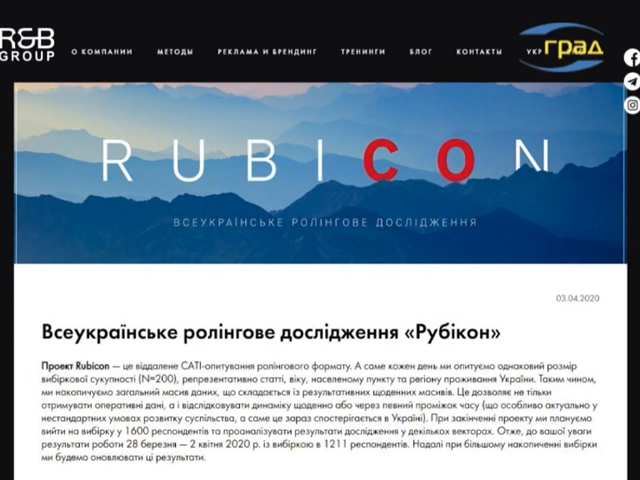 R&B
GROUP
О КОМПАНИИ МЕТОДЫ РЕКЛАМА И БРЕНДИНГ ТРЕНИНГИ БЛОГ КОНТАКТЫ УКР
град
RUBICON
ВСЕУКРАЇНСЬКЕ РОЛІНГОВЕ ДОСЛІДЖЕННЯ
03.04.2020
Всеукраїнське ролінгове дослідження «Рубікон»
Проект Rubicon — це віддалене CATI-опитування ролінгового формату. А саме кожен день ми опитуємо однаковий розмір
вибіркової сукупності (N=200), репрезентативно статті, віку, населеному пункту та регіону проживання України. Таким чином,
ми накопичуємо загальний масив даних, що складається із результативних щоденних масивів. Це дозволяє не тільки
отримувати оперативні дані, а і відслідковувати динаміку щоденно або через певний проміжок часу (що особливо актуально у
нестандартних умовах розвитку суспільства, а саме це зараз спостерігається в Україні). При закінченні проекту ми плануємо
вийти на вибірку у 1600 респондентів та проаналізувати результати дослідження у декількох векторах. Отже, до вашої уваги
результати роботи 28 березня — 2 квітня 2020 р. із вибіркою в 1211 респондентів. Надалі при більшому накопиченні вибірки
ми будемо оновлювати ці результати.